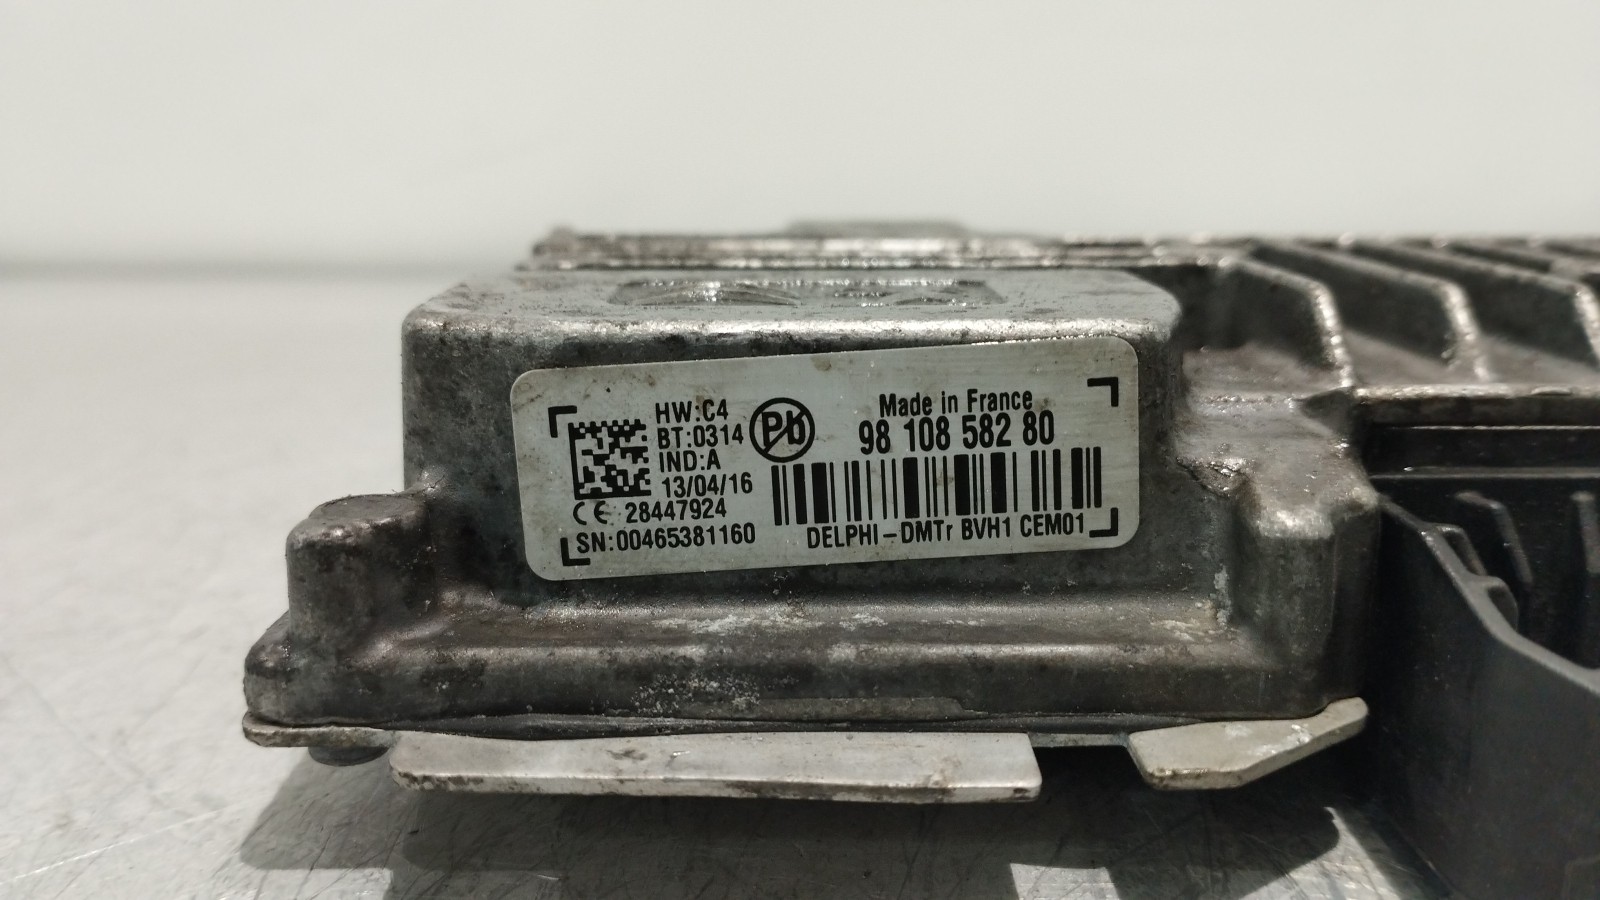 HW:C4
BT:0314
IND:A
13/04/16
CE 28447924
SN:00465381160
Pb
Made in France
98 108 582 80
DELPHI-DMTr BVH1 CEM01